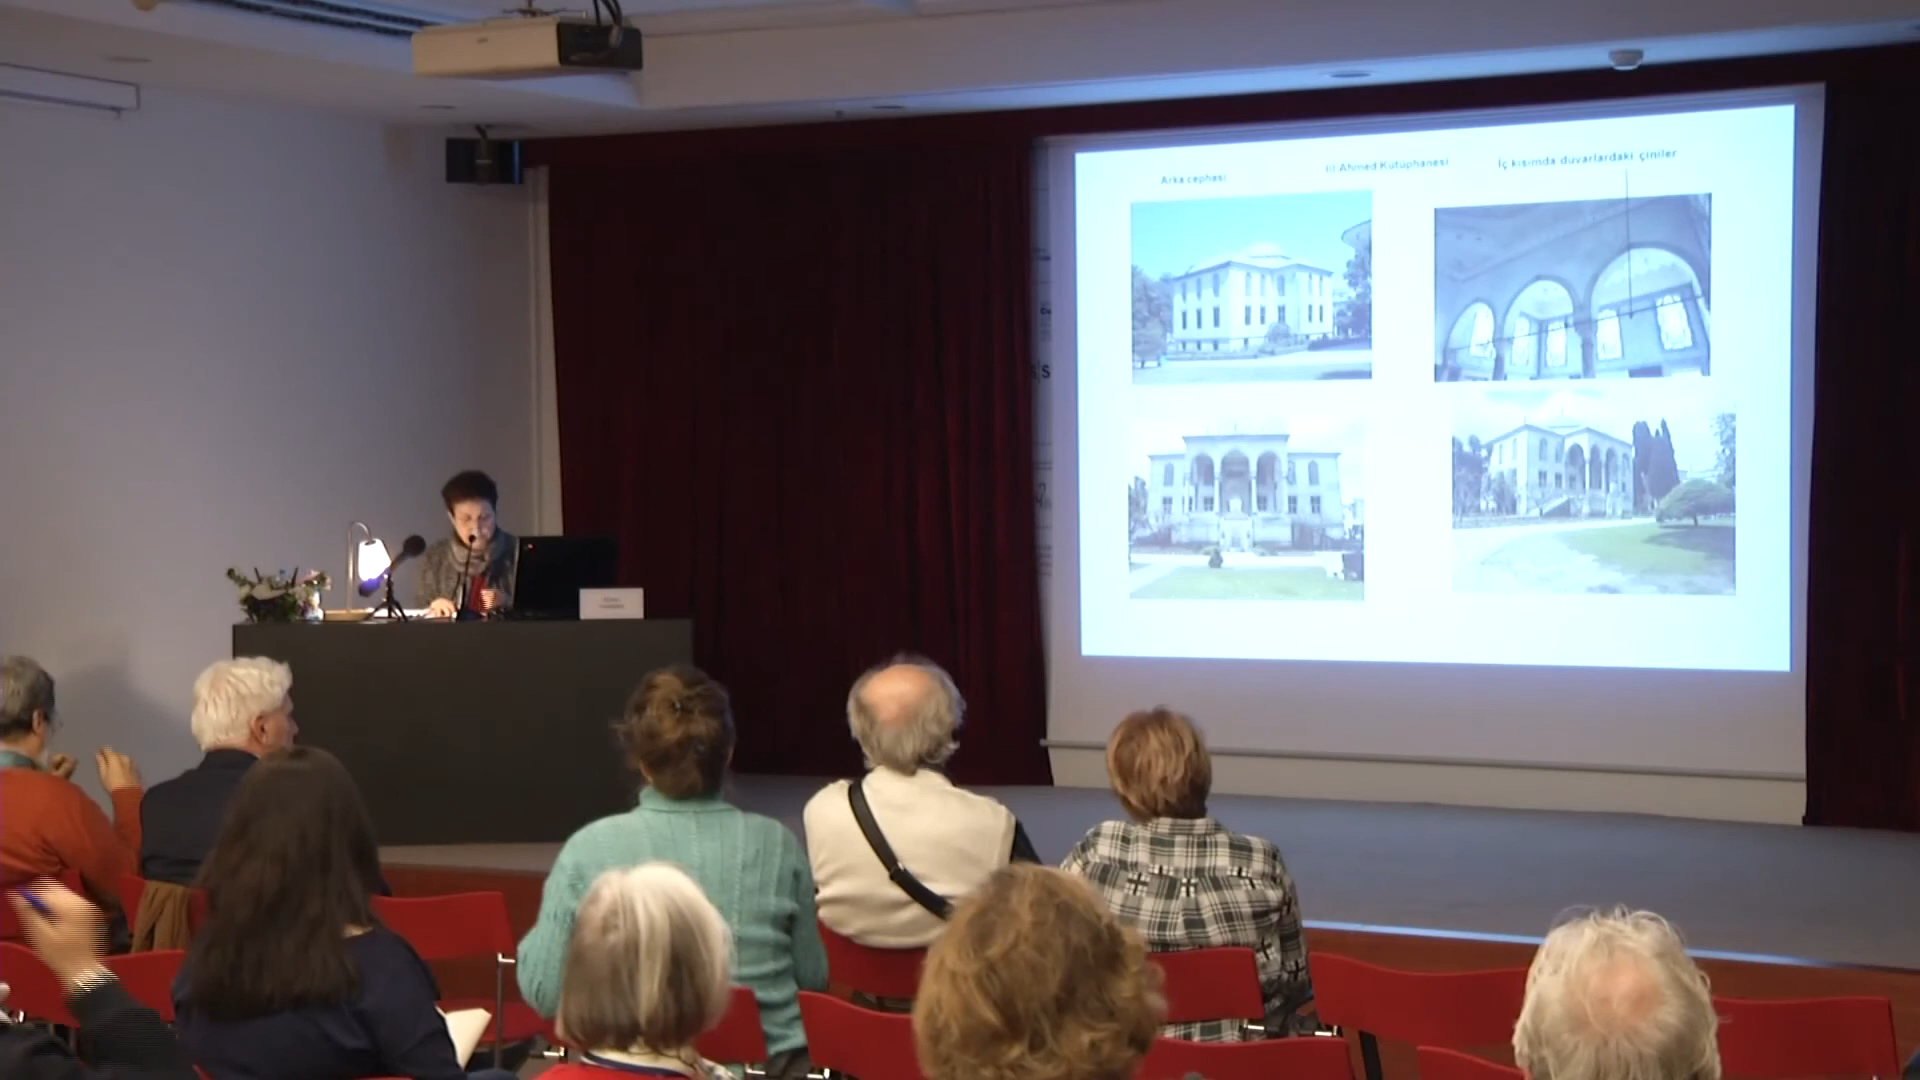 Arka cephesi
III Ahmed Kütüphanesi
İç kısımda duvarlardaki çiniler